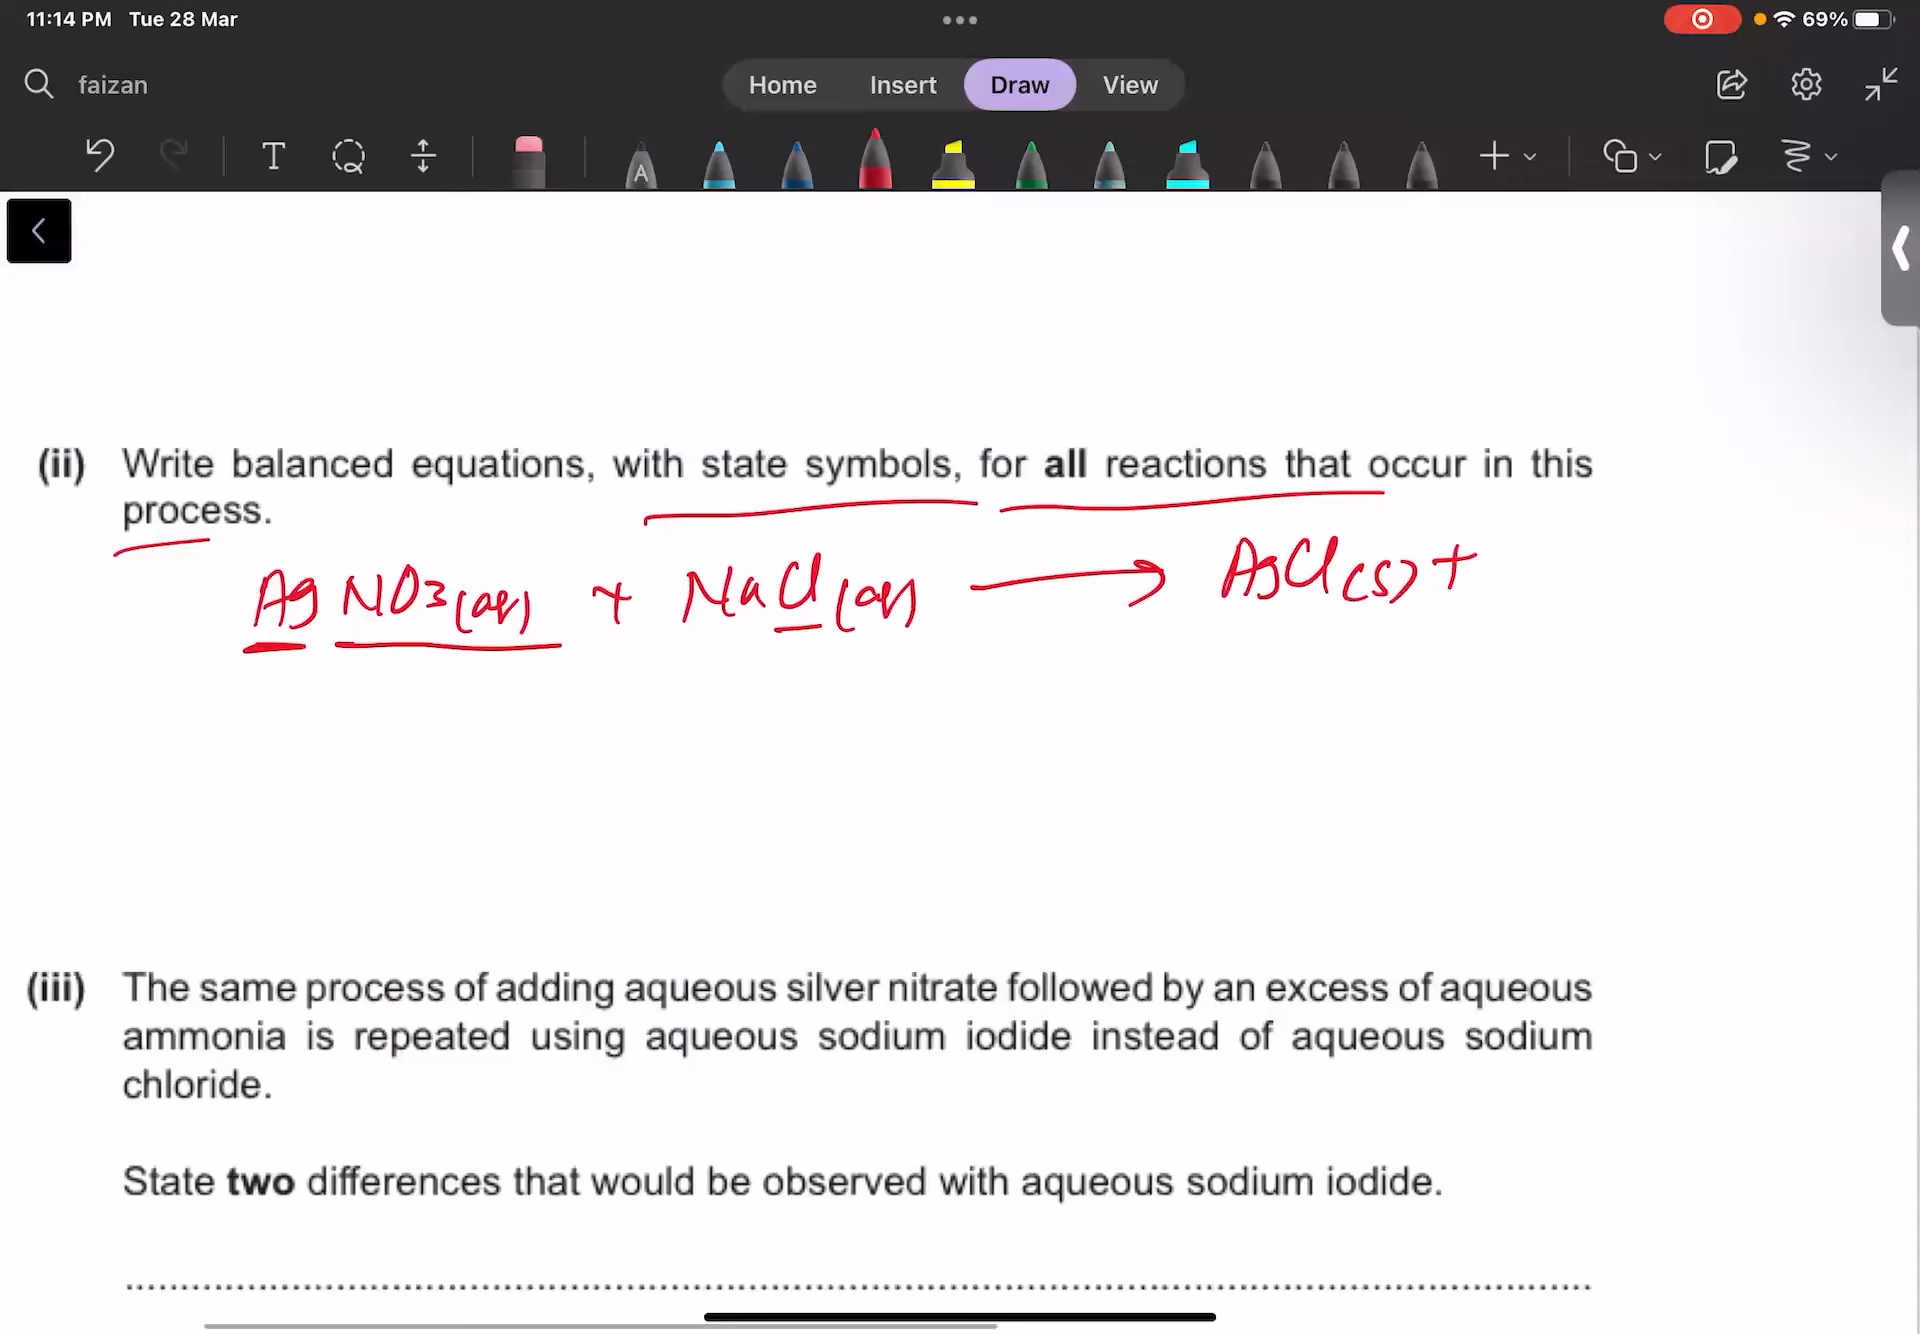 11:14 PM Tue 28 Mar
69%
faizan
Home Insert Draw View
T
A
(ii) Write balanced equations, with state symbols, for all reactions that occur in this
process.
AgNO3(aq) + NaCl(aq) → AgCl(s) +
(iii) The same process of adding aqueous silver nitrate followed by an excess of aqueous
ammonia is repeated using aqueous sodium iodide instead of aqueous sodium
chloride.
State two differences that would be observed with aqueous sodium iodide.